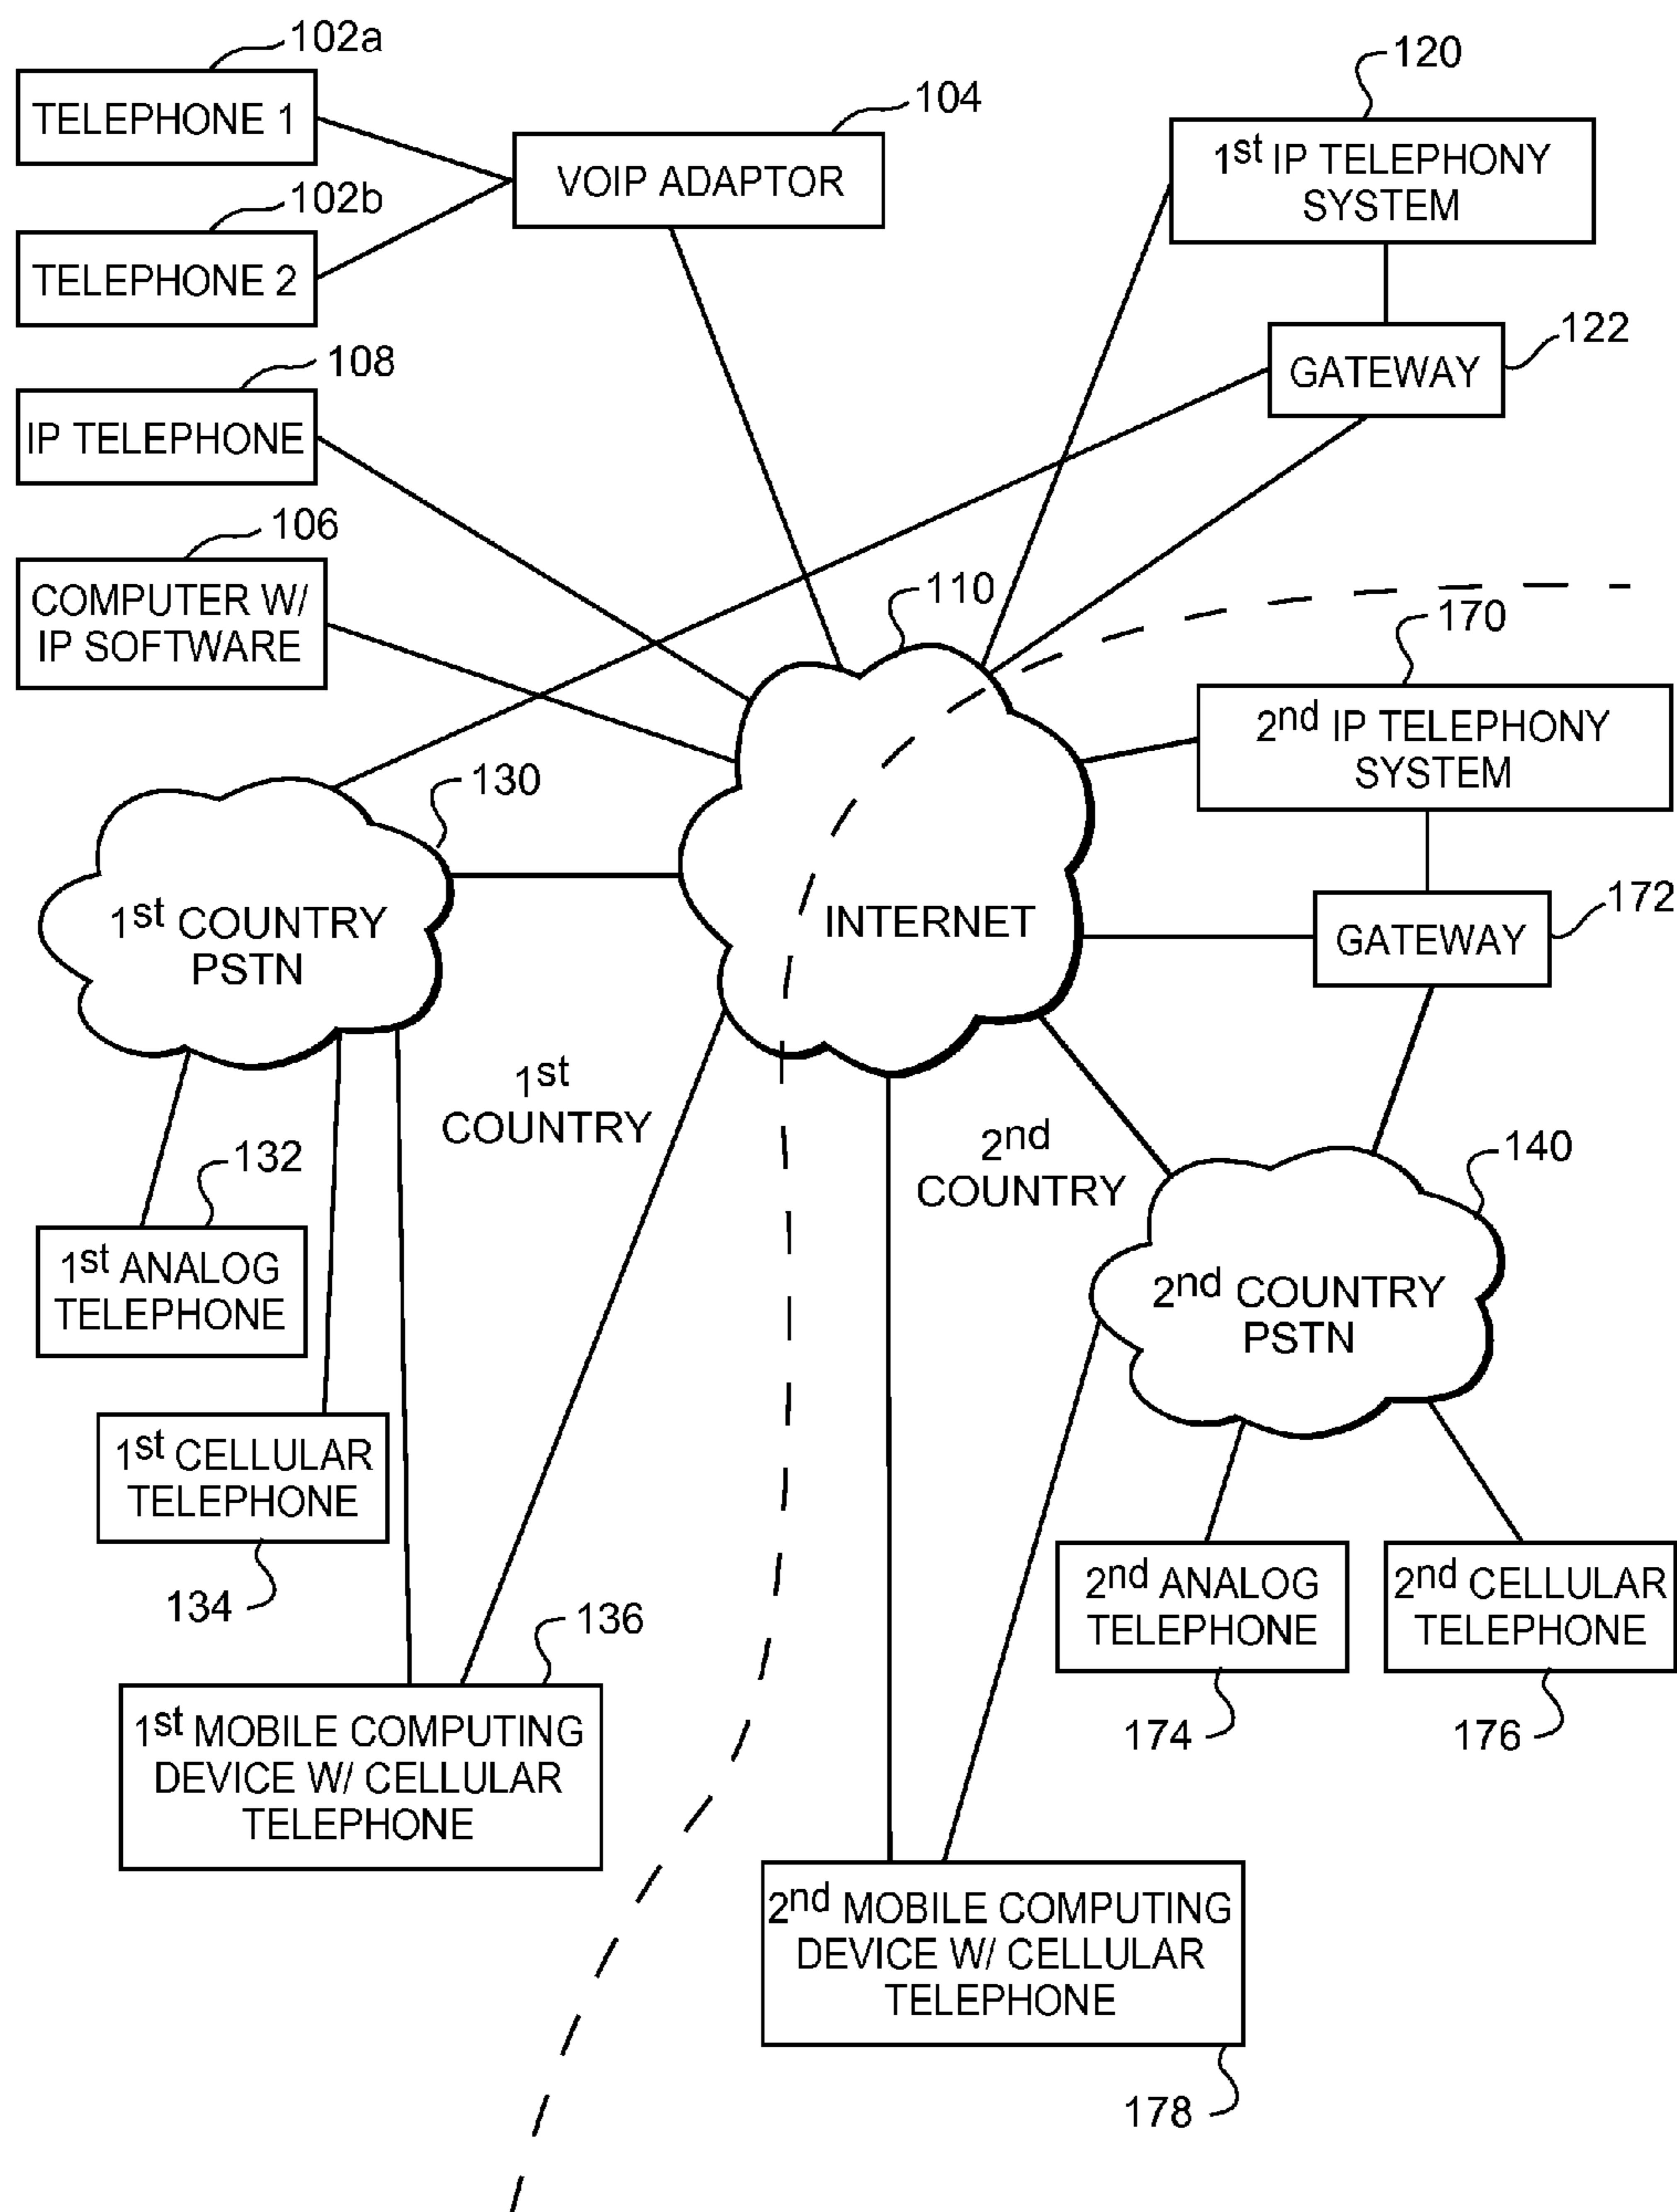 102a
TELEPHONE 1
102b
TELEPHONE 2
104
VOIP ADAPTOR
120
1st IP TELEPHONY
SYSTEM
122
GATEWAY
108
IP TELEPHONE
106
COMPUTER W/
IP SOFTWARE
110
INTERNET
170
2nd IP TELEPHONY
SYSTEM
172
GATEWAY
130
1st COUNTRY
PSTN
1st
COUNTRY
2nd
COUNTRY
140
2nd COUNTRY
PSTN
132
1st ANALOG
TELEPHONE
1st CELLULAR
TELEPHONE
134
136
1st MOBILE COMPUTING
DEVICE W/ CELLULAR
TELEPHONE
2nd ANALOG
TELEPHONE
174
2nd CELLULAR
TELEPHONE
176
2nd MOBILE COMPUTING
DEVICE W/ CELLULAR
TELEPHONE
178